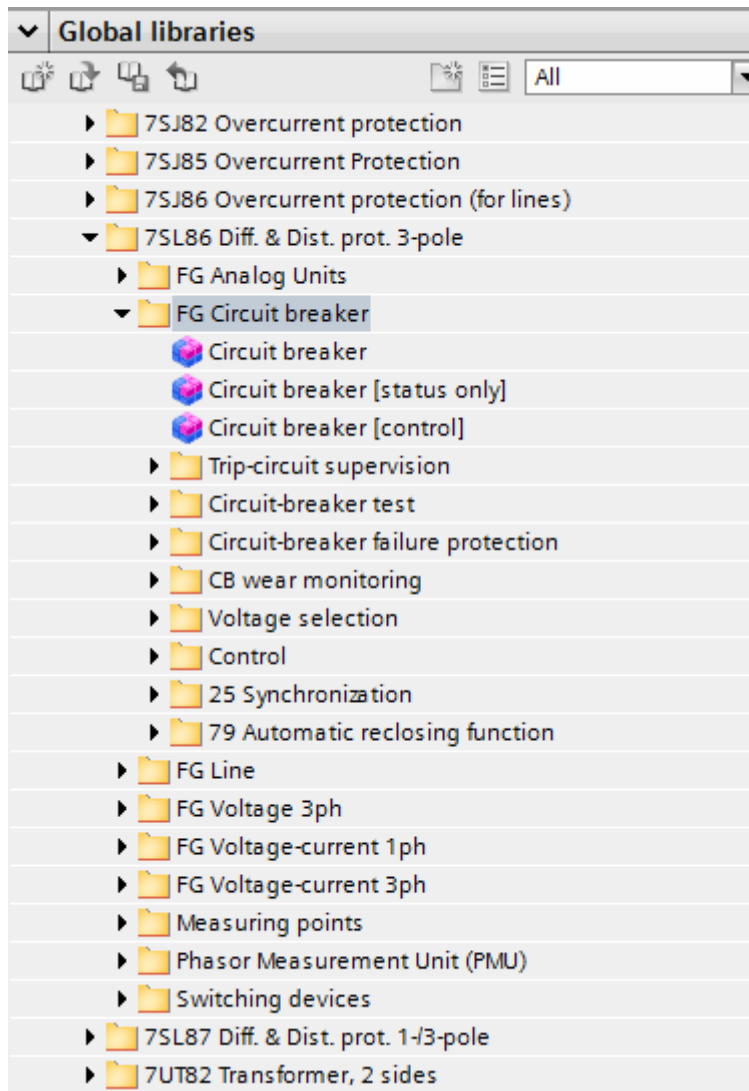 Global libraries
All
7SJ82 Overcurrent protection
7SJ85 Overcurrent Protection
7SJ86 Overcurrent protection (for lines)
7SL86 Diff. & Dist. prot. 3-pole
FG Analog Units
FG Circuit breaker
Circuit breaker
Circuit breaker [status only]
Circuit breaker [control]
Trip-circuit supervision
Circuit-breaker test
Circuit-breaker failure protection
CB wear monitoring
Voltage selection
Control
25 Synchronization
79 Automatic reclosing function
FG Line
FG Voltage 3ph
FG Voltage-current 1ph
FG Voltage-current 3ph
Measuring points
Phasor Measurement Unit (PMU)
Switching devices
7SL87 Diff. & Dist. prot. 1-/3-pole
7UT82 Transformer, 2 sides